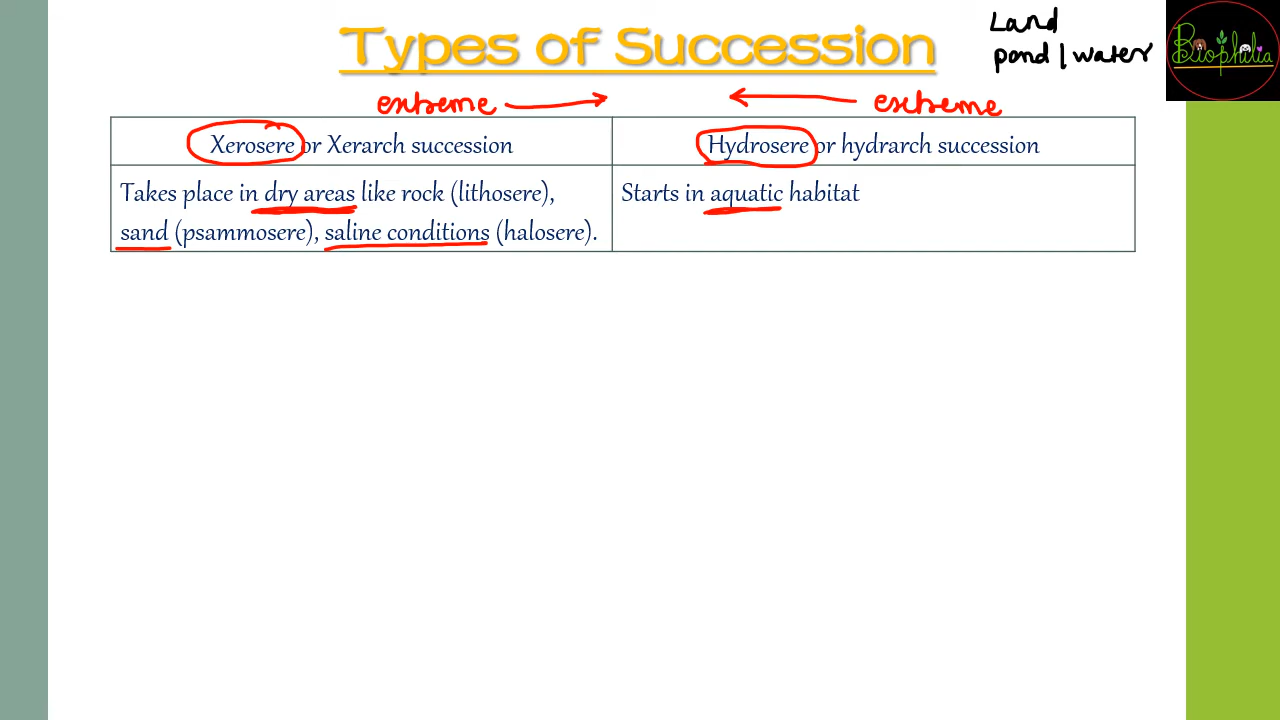 Types of Succession
Land
pond | water
Biophilia
extreme → ← extreme
Xerosere or Xerarch succession
Hydrosere or hydrarch succession
Takes place in dry areas like rock (lithosere),
sand (psammosere), saline conditions (halosere).
Starts in aquatic habitat